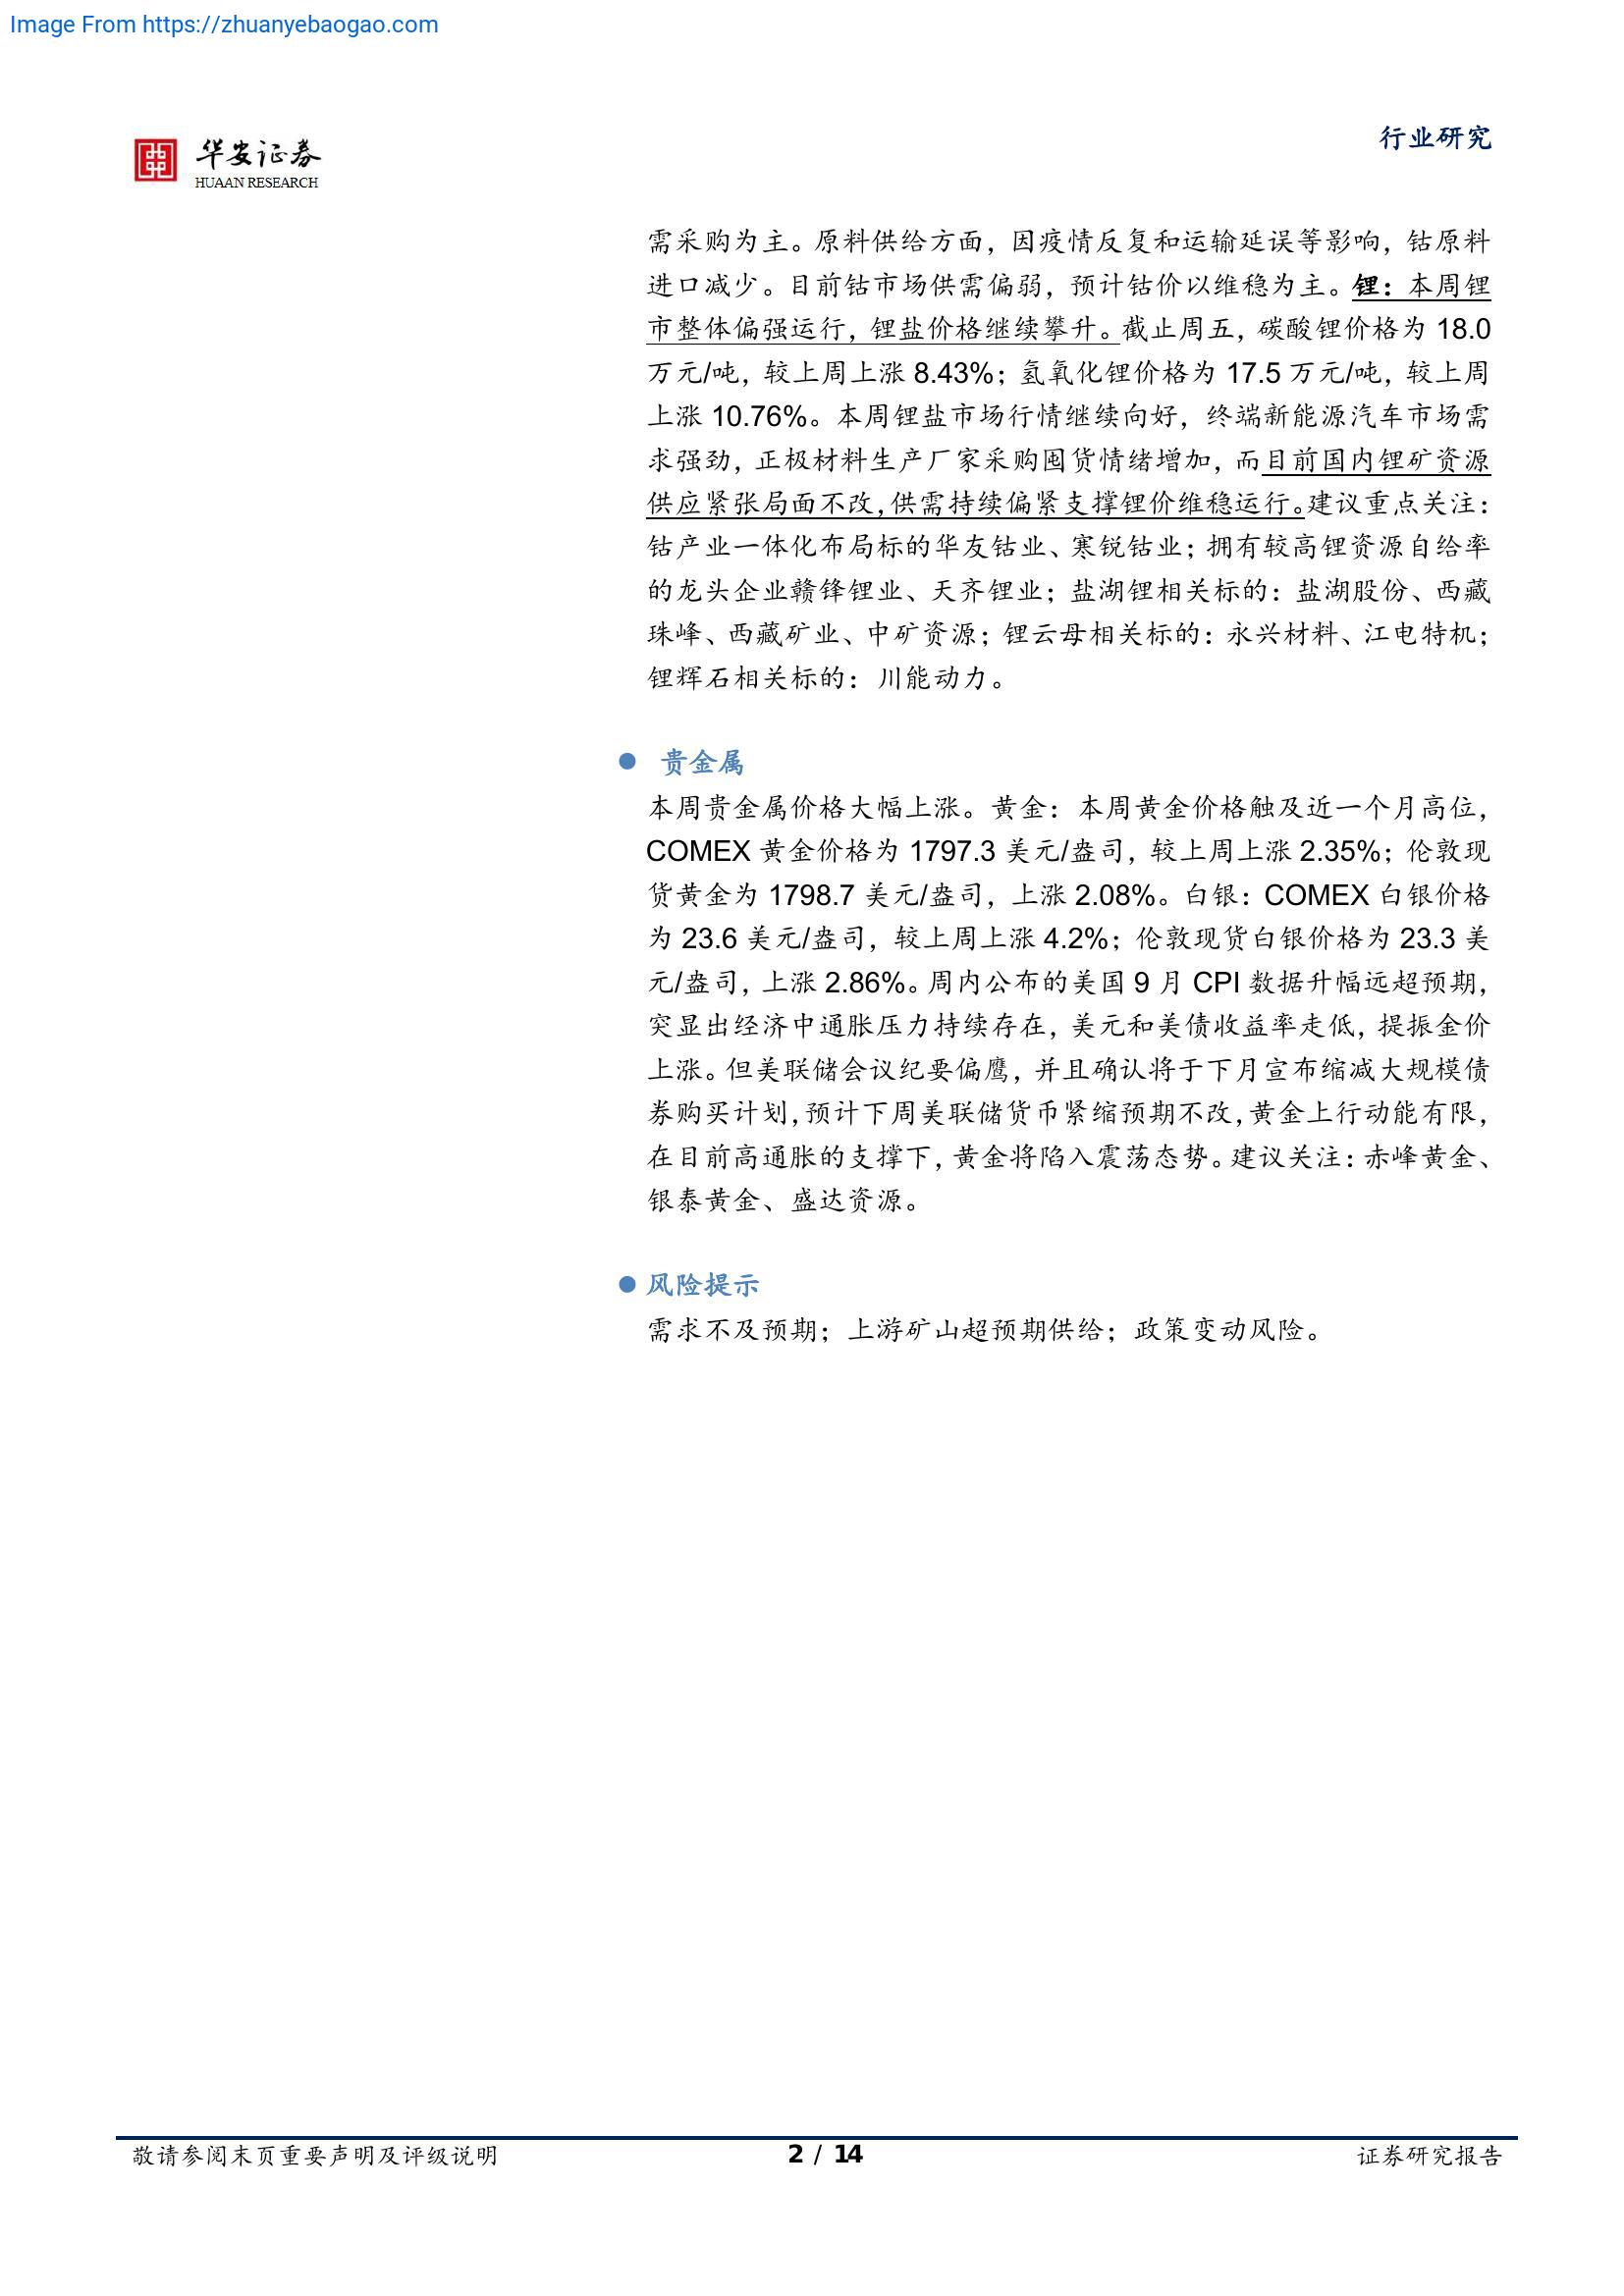 Image From https://zhuanyebaogao.com
华安证券
HUAAN RESEARCH
行业研究
需采购为主。原料供给方面，因疫情反复和运输延误等影响，钴原料
进口减少。目前钴市场供需偏弱，预计钴价以维稳为主。锂：本周锂
市整体偏强运行，锂盐价格继续攀升。截止周五，碳酸锂价格为 18.0
万元/吨，较上周上涨 8.43%；氢氧化锂价格为 17.5 万元/吨，较上周
上涨 10.76%。本周锂盐市场行情继续向好，终端新能源汽车市场需
求强劲，正极材料生产厂家采购囤货情绪增加，而目前国内锂矿资源
供应紧张局面不改，供需持续偏紧支撑锂价维稳运行。建议重点关注：
钴产业一体化布局标的华友钴业、寒锐钴业；拥有较高锂资源自给率
的龙头企业赣锋锂业、天齐锂业；盐湖锂相关标的：盐湖股份、西藏
珠峰、西藏矿业、中矿资源；锂云母相关标的：永兴材料、江电特机；
锂辉石相关标的：川能动力。
● 贵金属
本周贵金属价格大幅上涨。黄金：本周黄金价格触及近一个月高位，
COMEX 黄金价格为 1797.3 美元/盎司，较上周上涨 2.35%；伦敦现
货黄金为 1798.7 美元/盎司，上涨 2.08%。白银：COMEX 白银价格
为 23.6 美元/盎司，较上周上涨 4.2%；伦敦现货白银价格为 23.3 美
元/盎司，上涨 2.86%。周内公布的美国 9 月 CPI 数据升幅远超预期，
突显出经济中通胀压力持续存在，美元和美债收益率走低，提振金价
上涨。但美联储会议纪要偏鹰，并且确认将于下月宣布缩减大规模债
券购买计划，预计下周美联储货币紧缩预期不改，黄金上行动能有限，
在目前高通胀的支撑下，黄金将陷入震荡态势。建议关注：赤峰黄金、
银泰黄金、盛达资源。
● 风险提示
需求不及预期；上游矿山超预期供给；政策变动风险。
敬请参阅末页重要声明及评级说明
2 / 14
证券研究报告